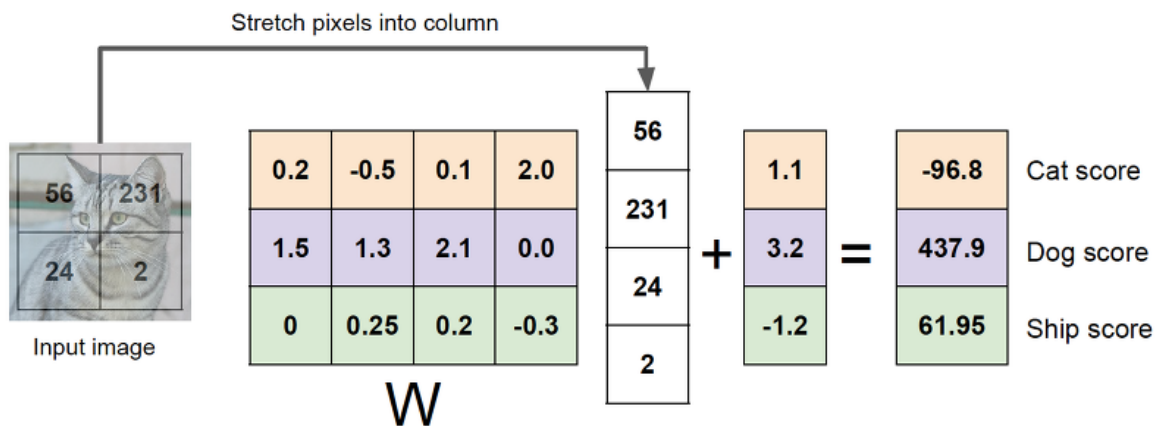 Stretch pixels into column
56 231
24 2
Input image
0.2 -0.5 0.1 2.0
1.5 1.3 2.1 0.0
0 0.25 0.2 -0.3
W
56
231
24
2
+
1.1
3.2
-1.2
=
-96.8 Cat score
437.9 Dog score
61.95 Ship score